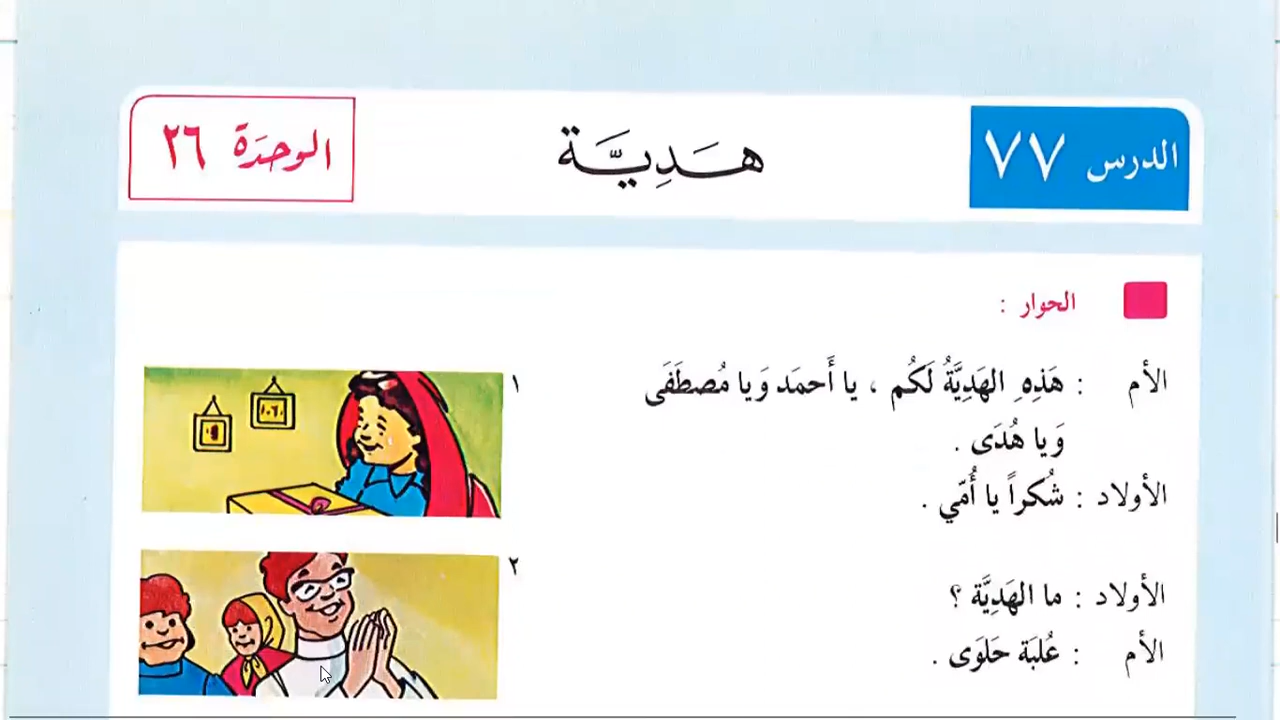 الدرس ٧٧
هَدِيَّة
الوحدَة ٢٦
الحوار :
الأم : هَذِهِ الهَدِيَّةُ لَكُم ، يا أَحمَد وَيا مُصطَفَى
وَيا هُدَى .
الأولاد : شُكراً يا أُمّي .
١
الأولاد : ما الهَدِيَّة ؟
الأم : عُلبَة حَلوَى .
٢